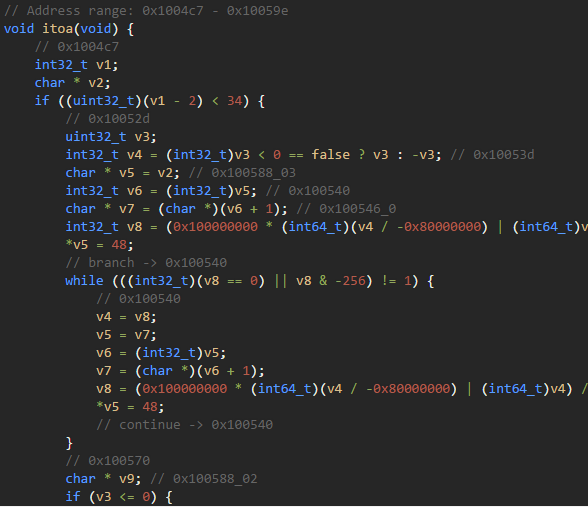 // Address range: 0x1004c7 - 0x10059e
void itoa(void) {
    // 0x1004c7
    int32_t v1;
    char * v2;
    if ((uint32_t)(v1 - 2) < 34) {
        // 0x10052d
        uint32_t v3;
        int32_t v4 = (int32_t)v3 < 0 == false ? v3 : -v3; // 0x10053d
        char * v5 = v2; // 0x100588_03
        int32_t v6 = (int32_t)v5; // 0x100540
        char * v7 = (char *)(v6 + 1); // 0x100546_0
        int32_t v8 = (0x100000000 * (int64_t)(v4 / -0x80000000) | (int64_t)v
        *v5 = 48;
        // branch -> 0x100540
        while (((int32_t)(v8 == 0) || v8 & -256) != 1) {
            // 0x100540
            v4 = v8;
            v5 = v7;
            v6 = (int32_t)v5;
            v7 = (char *)(v6 + 1);
            v8 = (0x100000000 * (int64_t)(v4 / -0x80000000) | (int64_t)v4) /
            *v5 = 48;
            // continue -> 0x100540
        }
        // 0x100570
        char * v9; // 0x100588_02
        if (v3 <= 0) {